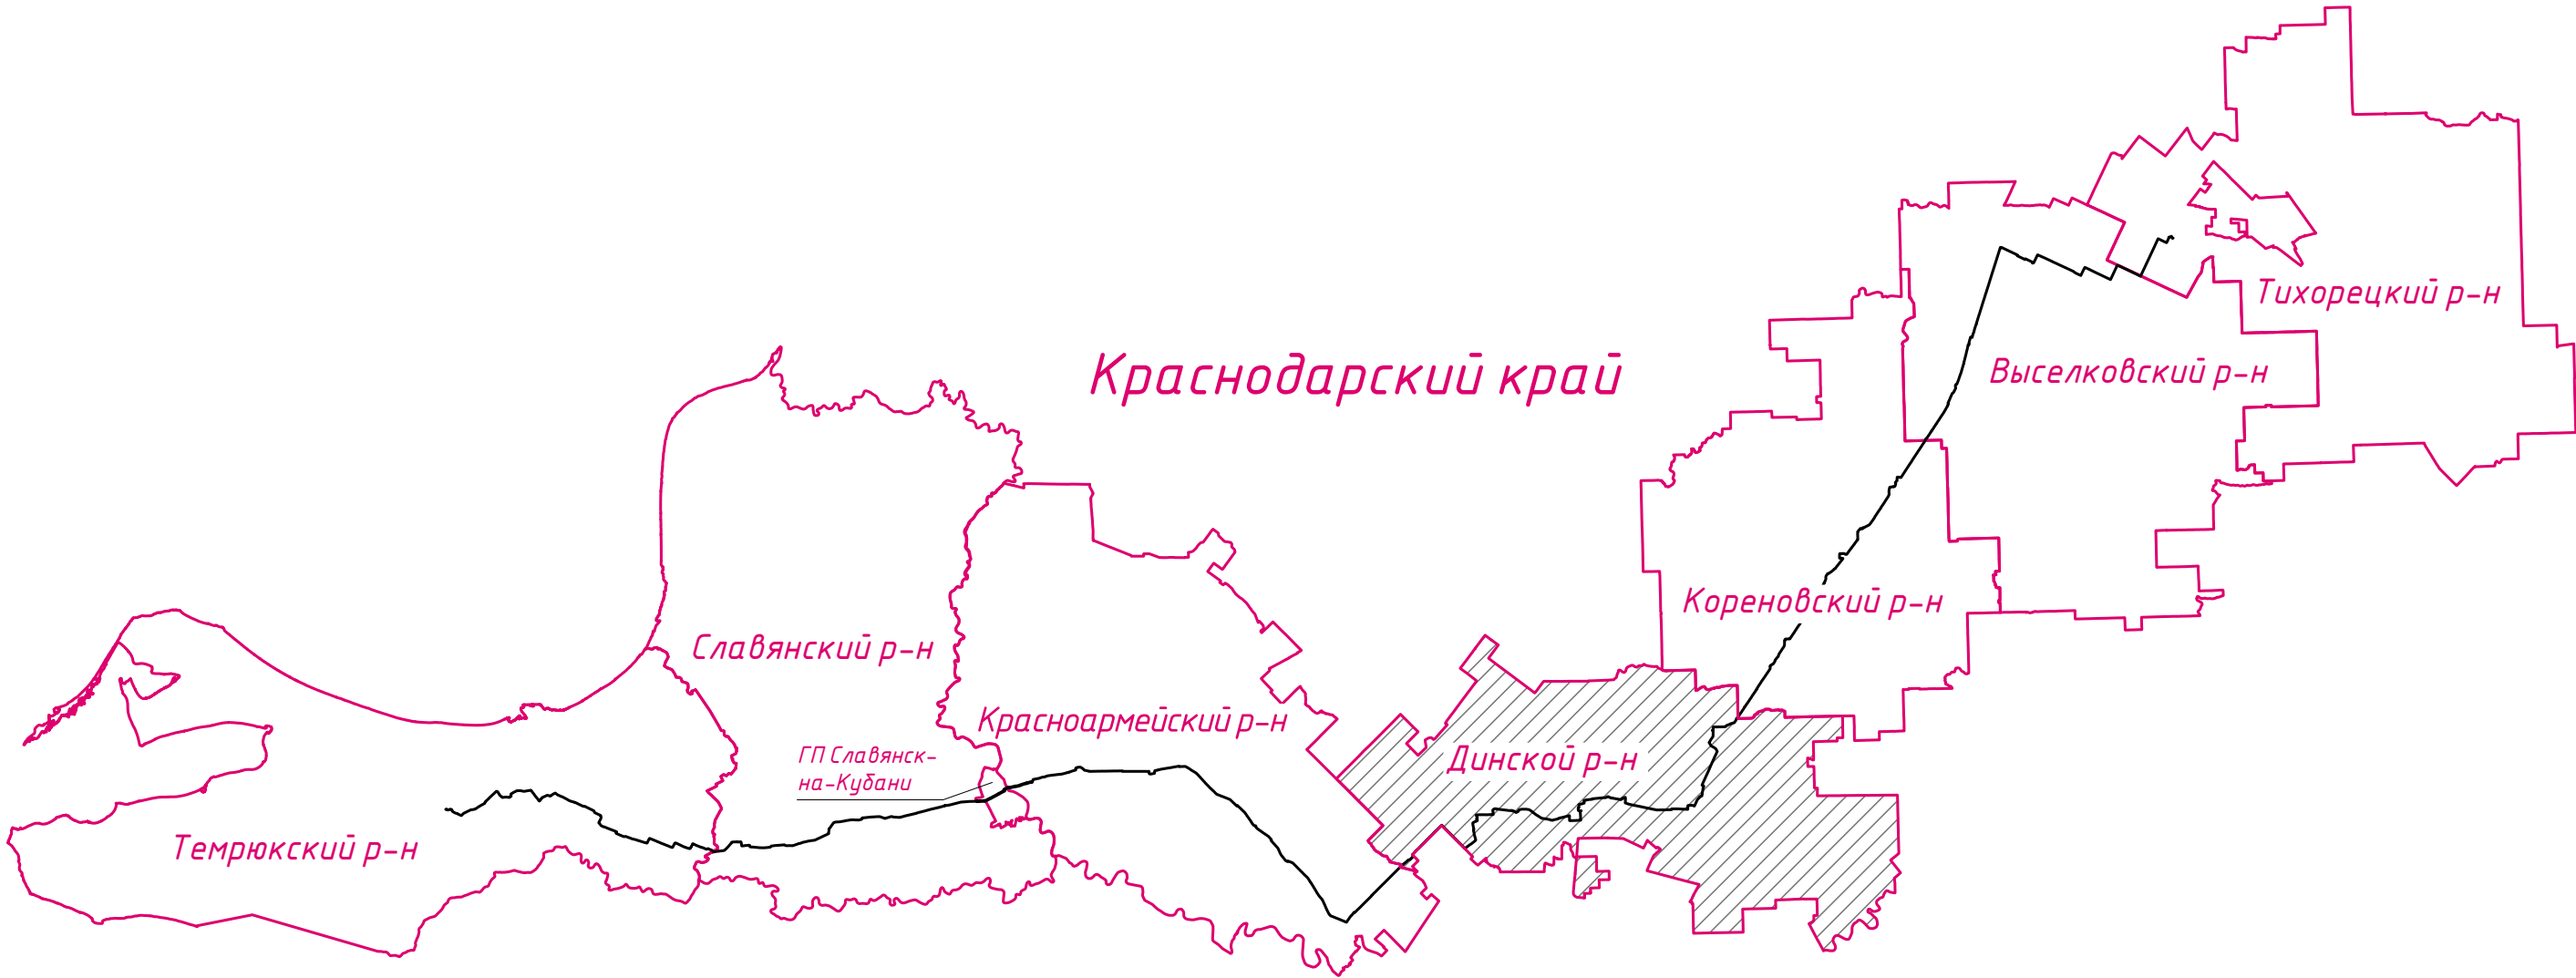 Тихорецкий р-н
Краснодарский край
Выселковский р-н
Кореновский р-н
Славянский р-н
Красноармейский р-н
ГП Славянск-
на-Кубани
Динской р-н
Темрюкский р-н